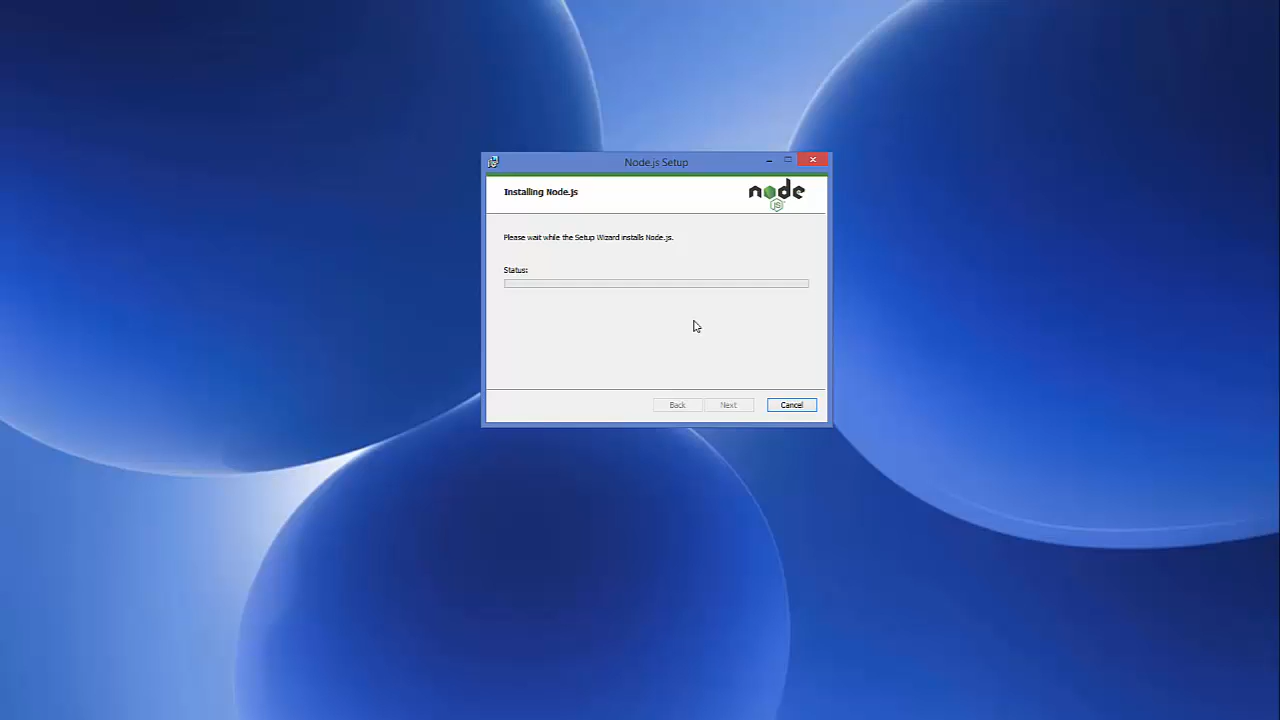 Node.js Setup
Installing Node.js
node
JS
Please wait while the Setup Wizard installs Node.js.
Status:
Back
Next
Cancel